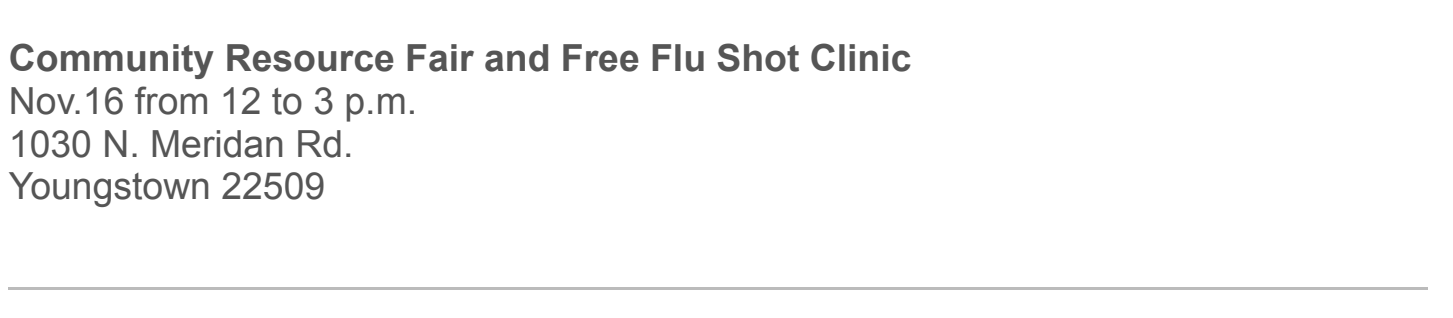 Community Resource Fair and Free Flu Shot Clinic
Nov.16 from 12 to 3 p.m.
1030 N. Meridan Rd.
Youngstown 22509